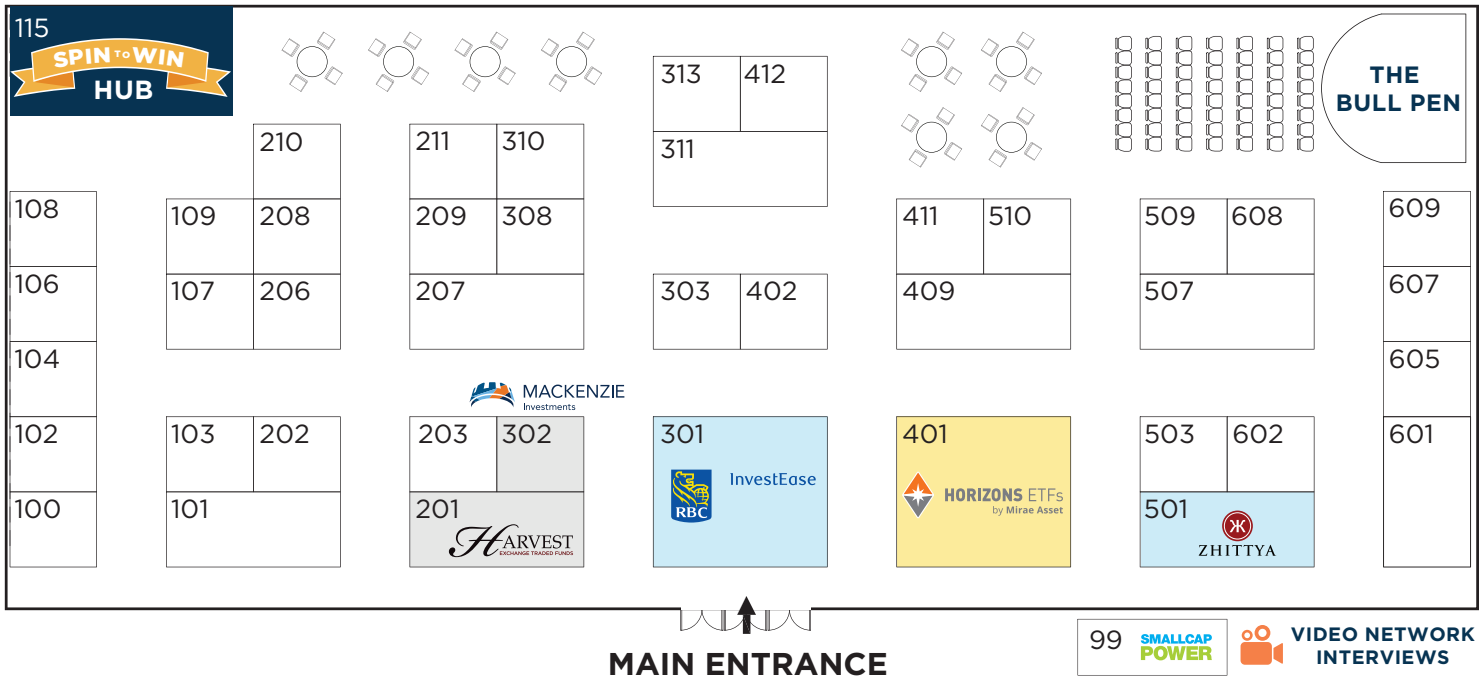 115
SPIN TO WIN
HUB
313 412
THE
BULL PEN
210 211 310 311
108 109 208 209 308 411 510 509 608 609
106 107 206 207 303 402 409 507 607
104 605
MACKENZIE
Investments
102 103 202 203 302 301 401 503 602 601
InvestEase
RBC
HORIZONS ETFs
by Mirae Asset
100 101 201 501
HARVEST
EXCHANGE TRADED FUNDS
Ж
ZHITTYA
MAIN ENTRANCE
99 SMALLCAP
POWER
VIDEO NETWORK
INTERVIEWS